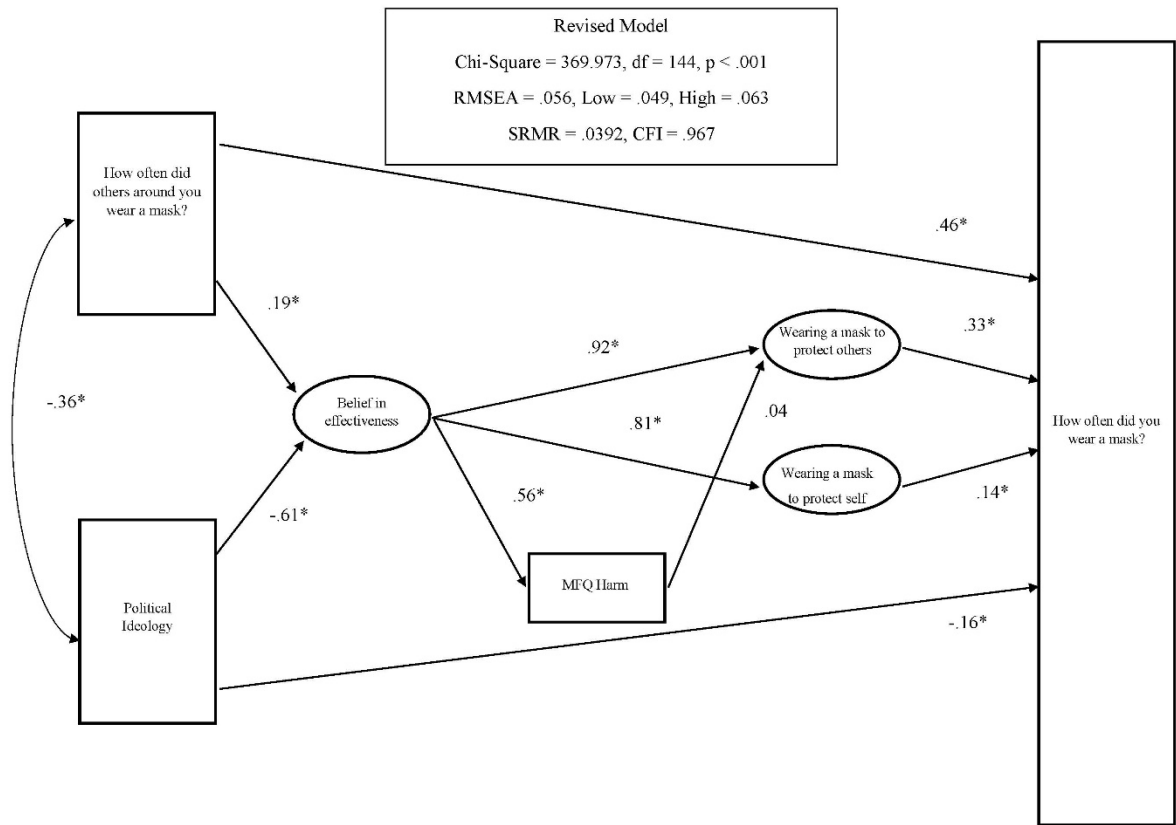 Revised Model
Chi-Square = 369.973, df = 144, p < .001
RMSEA = .056, Low = .049, High = .063
SRMR = .0392, CFI = .967
How often did
others around you
wear a mask?
.46*
.19*
-.36*
Belief in
effectiveness
.92*
Wearing a mask to
protect others
.33*
.04
.81*
How often did you
wear a mask?
Wearing a mask
to protect self
.14*
.56*
-.61*
MFQ Harm
Political
Ideology
-.16*